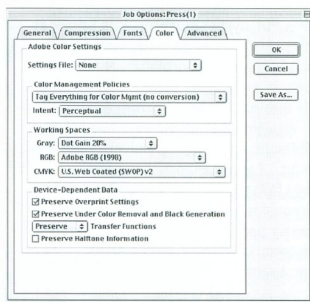 Job Options: Press(1)
General Compression Fonts Color Advanced
Adobe Color Settings
Settings File: None
Color Management Policies
Tag Everything for Color Mgmt (no conversion)
Intent: Perceptual
Working Spaces
Gray: Dot Gain 20%
RGB: Adobe RGB (1998)
CMYK: U.S. Web Coated (SWOP) v2
Device-Dependent Data
Preserve Overprint Settings
Preserve Under Color Removal and Black Generation
Preserve Transfer Functions
Preserve Halftone Information
OK
Cancel
Save As...